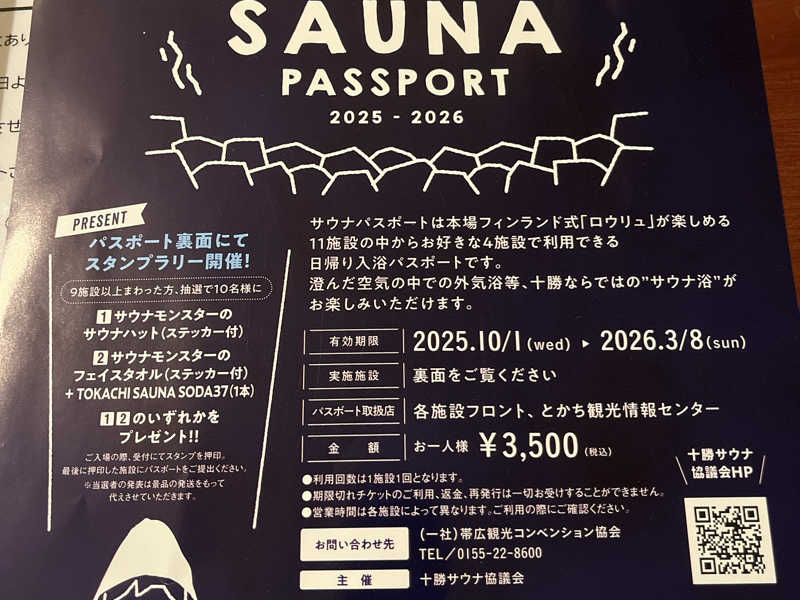 SAUNA
PASSPORT
2025 - 2026
PRESENT
パスポート裏面にて
スタンプラリー開催!
9施設以上まわった方、抽選で10名様に
1 サウナモンスターの
サウナハット(ステッカー付)
2 サウナモンスターの
フェイスタオル(ステッカー付)
+ TOKACHI SAUNA SODA37(1本)
1 2 のいずれかを
プレゼント!!
ご入場の際、受付にてスタンプを押印。
最後に押印した施設にパスポートをご提出ください。
※当選者の発表は景品の発送をもって
代えさせていただきます。
サウナパスポートは本場フィンランド式「ロウリュ」が楽しめる
11施設の中からお好きな4施設で利用できる
日帰り入浴パスポートです。
澄んだ空気の中での外気浴等、十勝ならではの"サウナ浴"が
お楽しみいただけます。
有効期限 2025.10/1(wed) ▸ 2026.3/8(sun)
実施施設 裏面をご覧ください
パスポート取扱店 各施設フロント、とかち観光情報センター
金額 お一人様 ¥3,500(税込)
●利用回数は1施設1回となります。
●期限切れチケットのご利用、返金、再発行は一切お受けすることができません。
●営業時間は各施設によって異なります。ご利用の際にご確認ください。
お問い合わせ先 (一社)帯広観光コンベンション協会
TEL/0155-22-8600
主催 十勝サウナ協議会
十勝サウナ
協議会HP